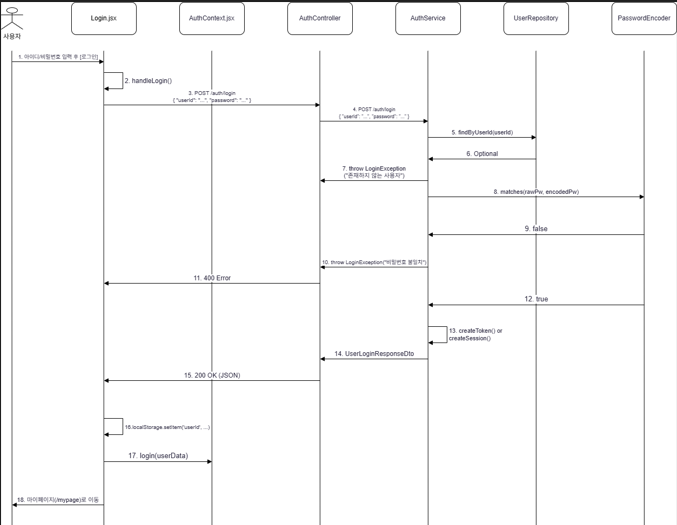 Login.jsx
AuthContext.jsx
AuthController
AuthService
UserRepository
PasswordEncoder
사용자
1. 아이디/비밀번호 입력 후 [로그인]
2. handleLogin()
3. POST /auth/login
{ "userId": "...", "password": "..." }
4. POST /auth/login
{ "userId": "...", "password": "..." }
5. findByUserId(userId)
6. Optional
7. throw LoginException
("존재하지 않는 사용자")
8. matches(rawPw, encodedPw)
9. false
10. throw LoginException("비밀번호 불일치")
11. 400 Error
12. true
13. createToken() or
createSession()
14. UserLoginResponseDto
15. 200 OK (JSON)
16.localStorage.setItem('userId', ...)
17. login(userData)
18. 마이페이지(/mypage)로 이동